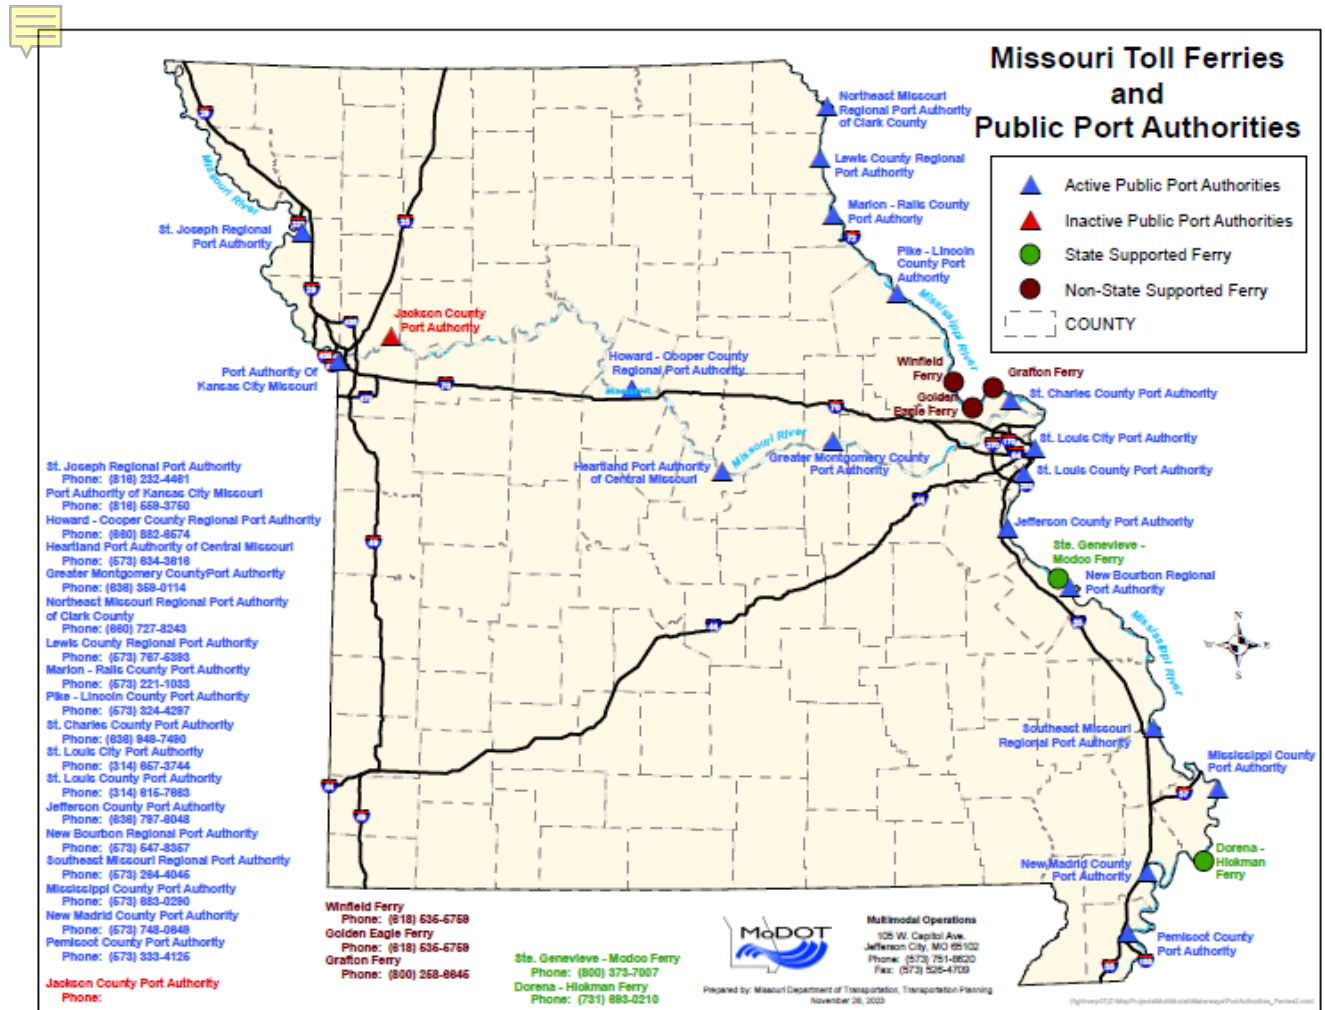 Missouri Toll Ferries
and
Public Port Authorities
Active Public Port Authorities
Inactive Public Port Authorities
State Supported Ferry
Non-State Supported Ferry
COUNTY
Northeast Missouri
Regional Port Authority
of Clark County
Lewis County Regional
Port Authority
Marion - Ralls County
Port Authority
Pike - Lincoln
County Port
Authority
Mississippi River
Missouri River
St. Joseph Regional
Port Authority
Jackson County
Port Authority
Port Authority Of
Kansas City Missouri
Howard - Cooper County
Regional Port Authority
Winfield
Ferry
Grafton Ferry
Golden
Eagle Ferry
St. Charles County Port Authority
St. Louis City Port Authority
St. Louis County Port Authority
Missouri River
Greater Montgomery County
Port Authority
Heartland Port Authority
of Central Missouri
Jefferson County Port Authority
Ste. Genevieve -
Modoc Ferry
New Bourbon Regional
Port Authority
Mississippi River
N
W
E
S
Southeast Missouri
Regional Port Authority
Mississippi County
Port Authority
Dorena -
Hickman
Ferry
New Madrid County
Port Authority
Pemiscot County
Port Authority
St. Joseph Regional Port Authority
Phone: (816) 232-4461
Port Authority of Kansas City Missouri
Phone: (816) 559-3750
Howard - Cooper County Regional Port Authority
Phone: (660) 882-6574
Heartland Port Authority of Central Missouri
Phone: (573) 634-3616
Greater Montgomery CountyPort Authority
Phone: (636) 359-0114
Northeast Missouri Regional Port Authority
of Clark County
Phone: (660) 727-8243
Lewis County Regional Port Authority
Phone: (573) 767-5393
Marion - Ralls County Port Authority
Phone: (573) 221-1033
Pike - Lincoln County Port Authority
Phone: (573) 324-4297
St. Charles County Port Authority
Phone: (636) 949-7490
St. Louis City Port Authority
Phone: (314) 657-3744
St. Louis County Port Authority
Phone: (314) 615-7663
Jefferson County Port Authority
Phone: (636) 797-6048
New Bourbon Regional Port Authority
Phone: (573) 547-8357
Southeast Missouri Regional Port Authority
Phone: (573) 264-4045
Mississippi County Port Authority
Phone: (573) 683-0290
New Madrid County Port Authority
Phone: (573) 748-0649
Pemiscot County Port Authority
Phone: (573) 333-4125
Jackson County Port Authority
Phone:
Winfield Ferry
Phone: (618) 535-5759
Golden Eagle Ferry
Phone: (618) 535-5759
Grafton Ferry
Phone: (800) 258-6645
Ste. Genevieve - Modoc Ferry
Phone: (800) 373-7007
Dorena - Hickman Ferry
Phone: (731) 693-0210
MoDOT
Multimodal Operations
105 W. Capitol Ave.
Jefferson City, MO 65102
Phone: (573) 751-8620
Fax: (573) 526-4709
Prepared by: Missouri Department of Transportation, Transportation Planning
November 28, 2023